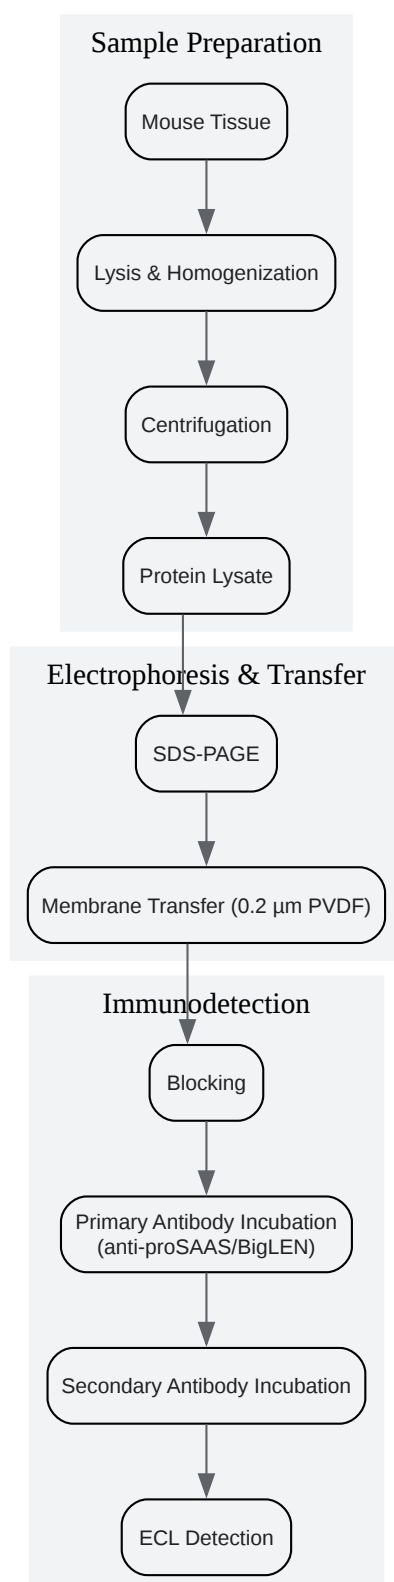 Sample Preparation
Mouse Tissue
Lysis & Homogenization
Centrifugation
Protein Lysate
Electrophoresis & Transfer
SDS-PAGE
Membrane Transfer (0.2 µm PVDF)
Immunodetection
Blocking
Primary Antibody Incubation
(anti-proSAAS/BigLEN)
Secondary Antibody Incubation
ECL Detection